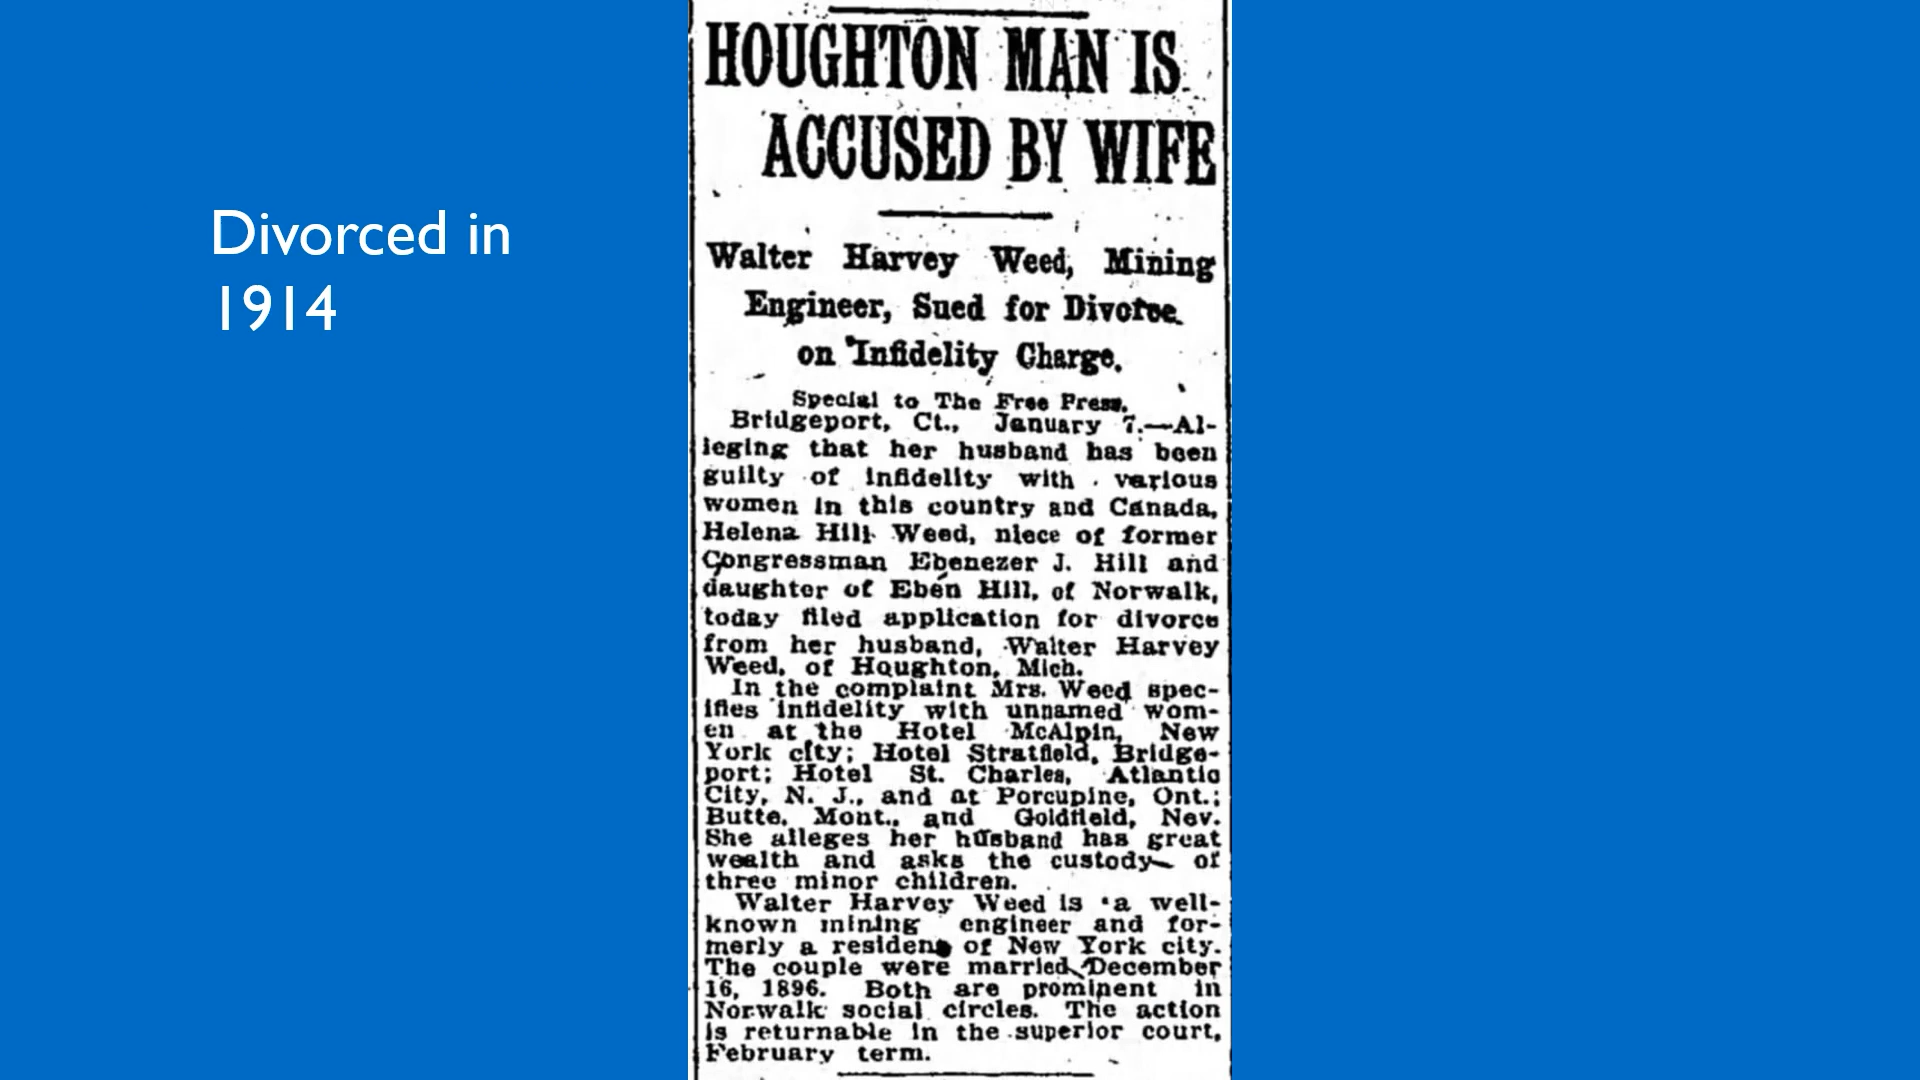 Divorced in
1914
HOUGHTON MAN IS
ACCUSED BY WIFE
Walter Harvey Weed, Mining
Engineer, Sued for Divorce
on Infidelity Charge.
Special to The Free Press.
Bridgeport, Ct., January 7.—Al-
leging that her husband has been
guilty of infidelity with various
women in this country and Canada,
Helena Hill Weed, niece of former
Congressman Ebenezer J. Hill and
daughter of Eben Hill, of Norwalk,
today filed application for divorce
from her husband, Walter Harvey
Weed, of Houghton, Mich.
In the complaint Mrs. Weed spec-
ifies infidelity with unnamed wom-
en at the Hotel McAlpin, New
York city; Hotel Stratfield, Bridge-
port; Hotel St. Charles, Atlantic
City, N. J., and at Porcupine, Ont.;
Butte, Mont., and Goldfield, Nev.
She alleges her husband has great
wealth and asks the custody of
three minor children.
Walter Harvey Weed is a well-
known mining engineer and for-
merly a resident of New York city.
The couple were married December
16, 1896. Both are prominent in
Norwalk social circles. The action
is returnable in the superior court,
February term.